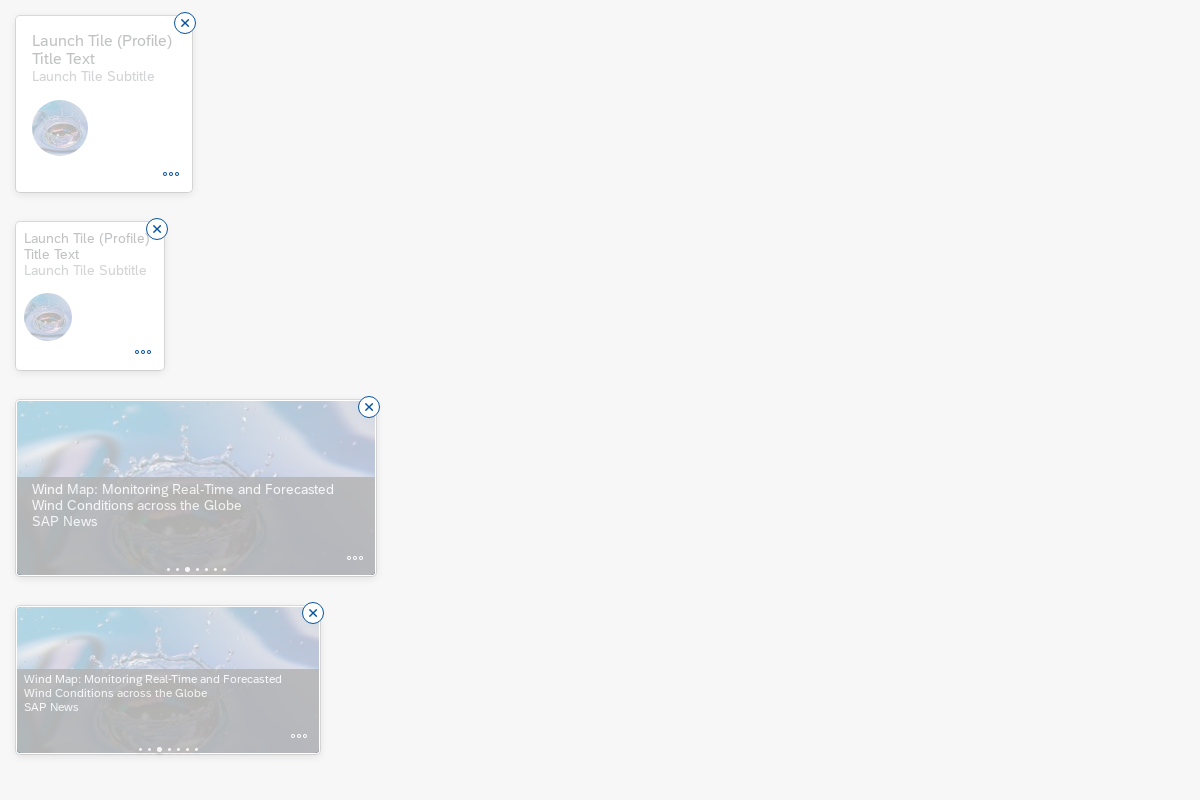 Launch Tile (Profile)
Title Text
Launch Tile Subtitle
Launch Tile (Profile)
Title Text
Launch Tile Subtitle
Wind Map: Monitoring Real-Time and Forecasted
Wind Conditions across the Globe
SAP News
Wind Map: Monitoring Real-Time and Forecasted
Wind Conditions across the Globe
SAP News